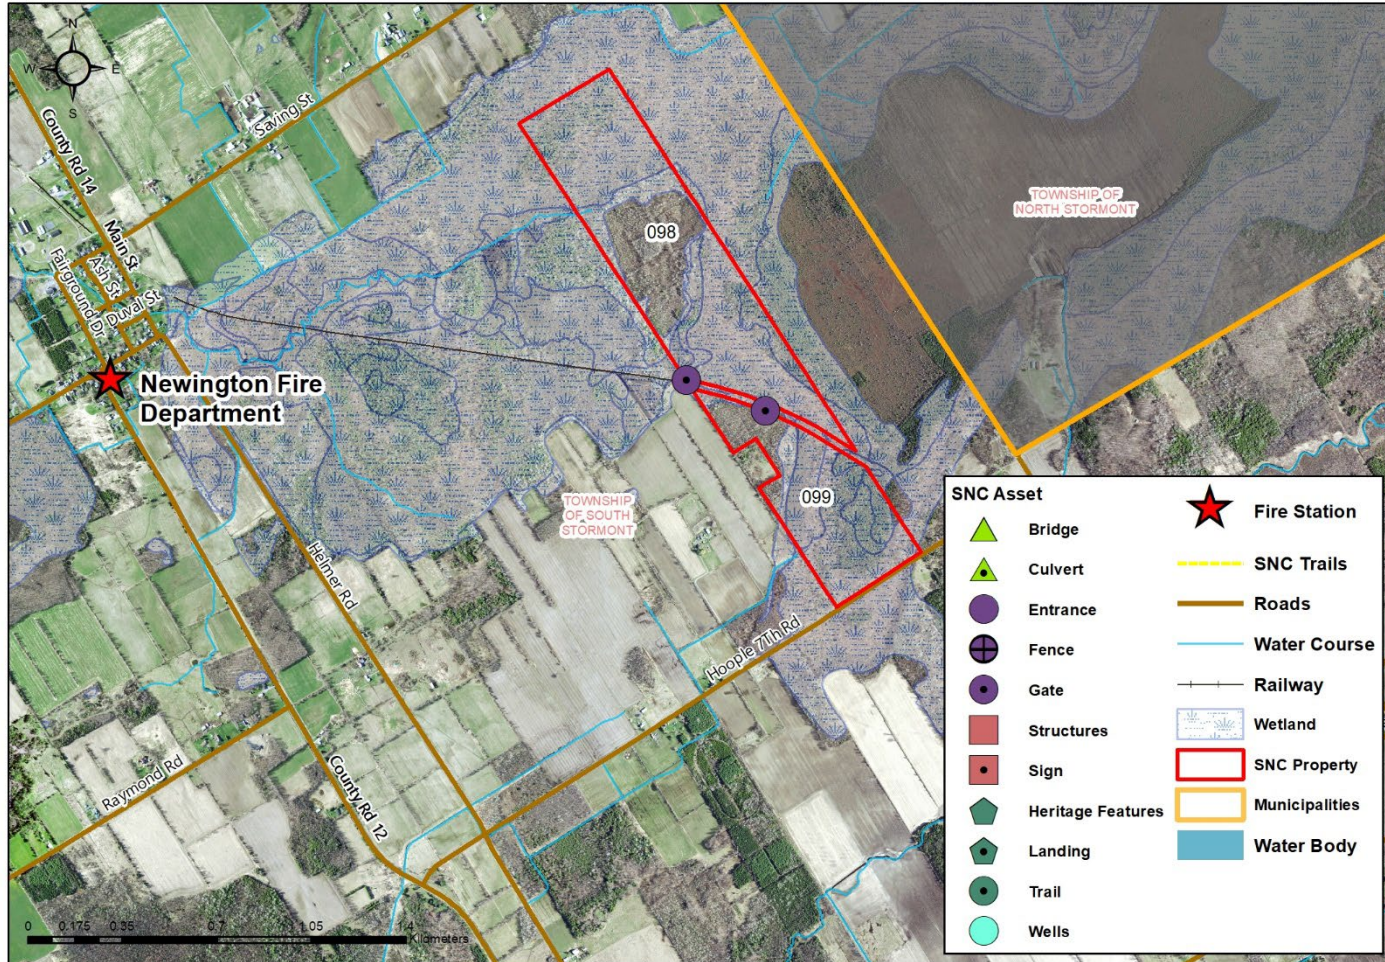 N
W E
S
County Rd 14
Saving St
Main St
Ash St
Fairground Dr
Duval St
Newington Fire
Department
098
TOWNSHIP OF
NORTH STORMONT
099
TOWNSHIP
OF SOUTH
STORMONT
Helmer Rd
Hoople 7Th Rd
Raymond Rd
County Rd 12
0 0.175 0.35 0.7 1.05 1.4
Kilometers
SNC Asset
Bridge
Culvert
Entrance
Fence
Gate
Structures
Sign
Heritage Features
Landing
Trail
Wells
Fire Station
SNC Trails
Roads
Water Course
Railway
Wetland
SNC Property
Municipalities
Water Body